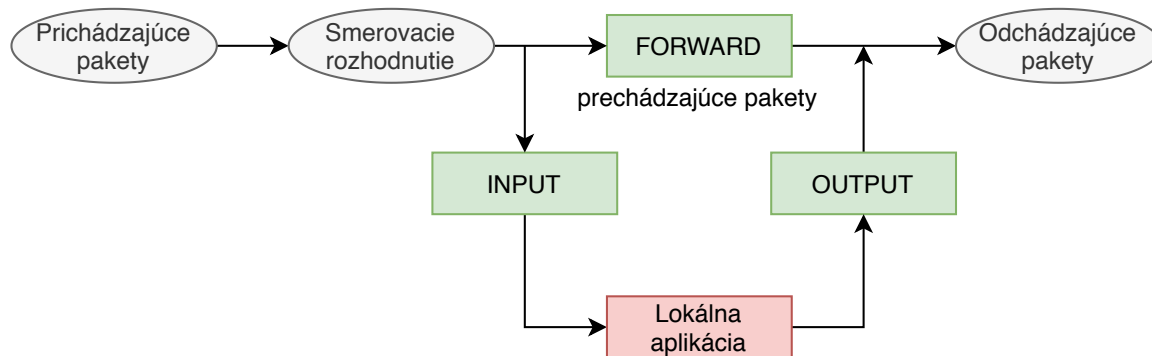 Prichádzajúce
pakety
Smerovacie
rozhodnutie
FORWARD
Odchádzajúce
pakety
prechádzajúce pakety
INPUT
OUTPUT
Lokálna
aplikácia